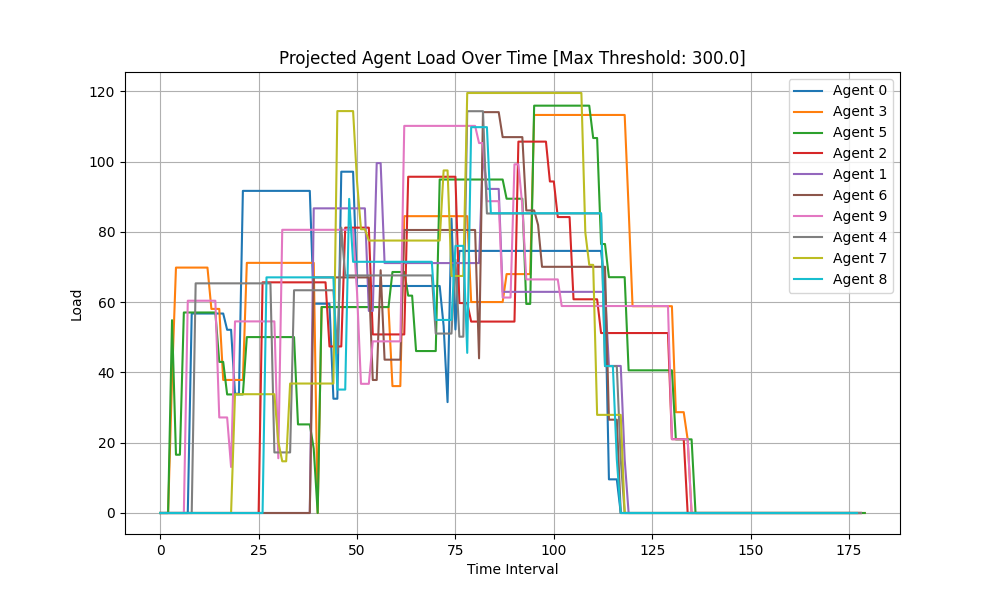 Projected Agent Load Over Time [Max Threshold: 300.0]
Load
120
100
80
60
40
20
0
0 25 50 75 100 125 150 175
Time Interval
Agent 0
Agent 3
Agent 5
Agent 2
Agent 1
Agent 6
Agent 9
Agent 4
Agent 7
Agent 8